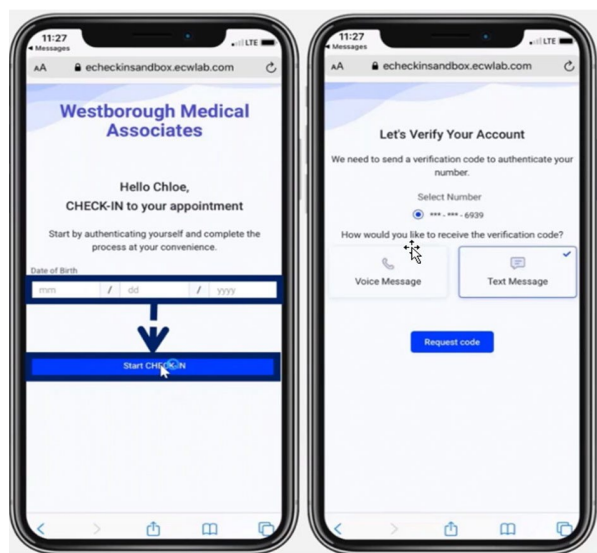 11:27
Messages
LTE
AA
echeckinsandbox.ecwlab.com
Westborough Medical
Associates
Hello Chloe,
CHECK-IN to your appointment
Start by authenticating yourself and complete the
process at your convenience.
Date of Birth
mm / dd / yyyy
Start CHECK-IN
11:27
Messages
LTE
AA
echeckinsandbox.ecwlab.com
Let's Verify Your Account
We need to send a verification code to authenticate your
number.
Select Number
*** - *** - 6939
How would you like to receive the verification code?
Voice Message
Text Message
Request code